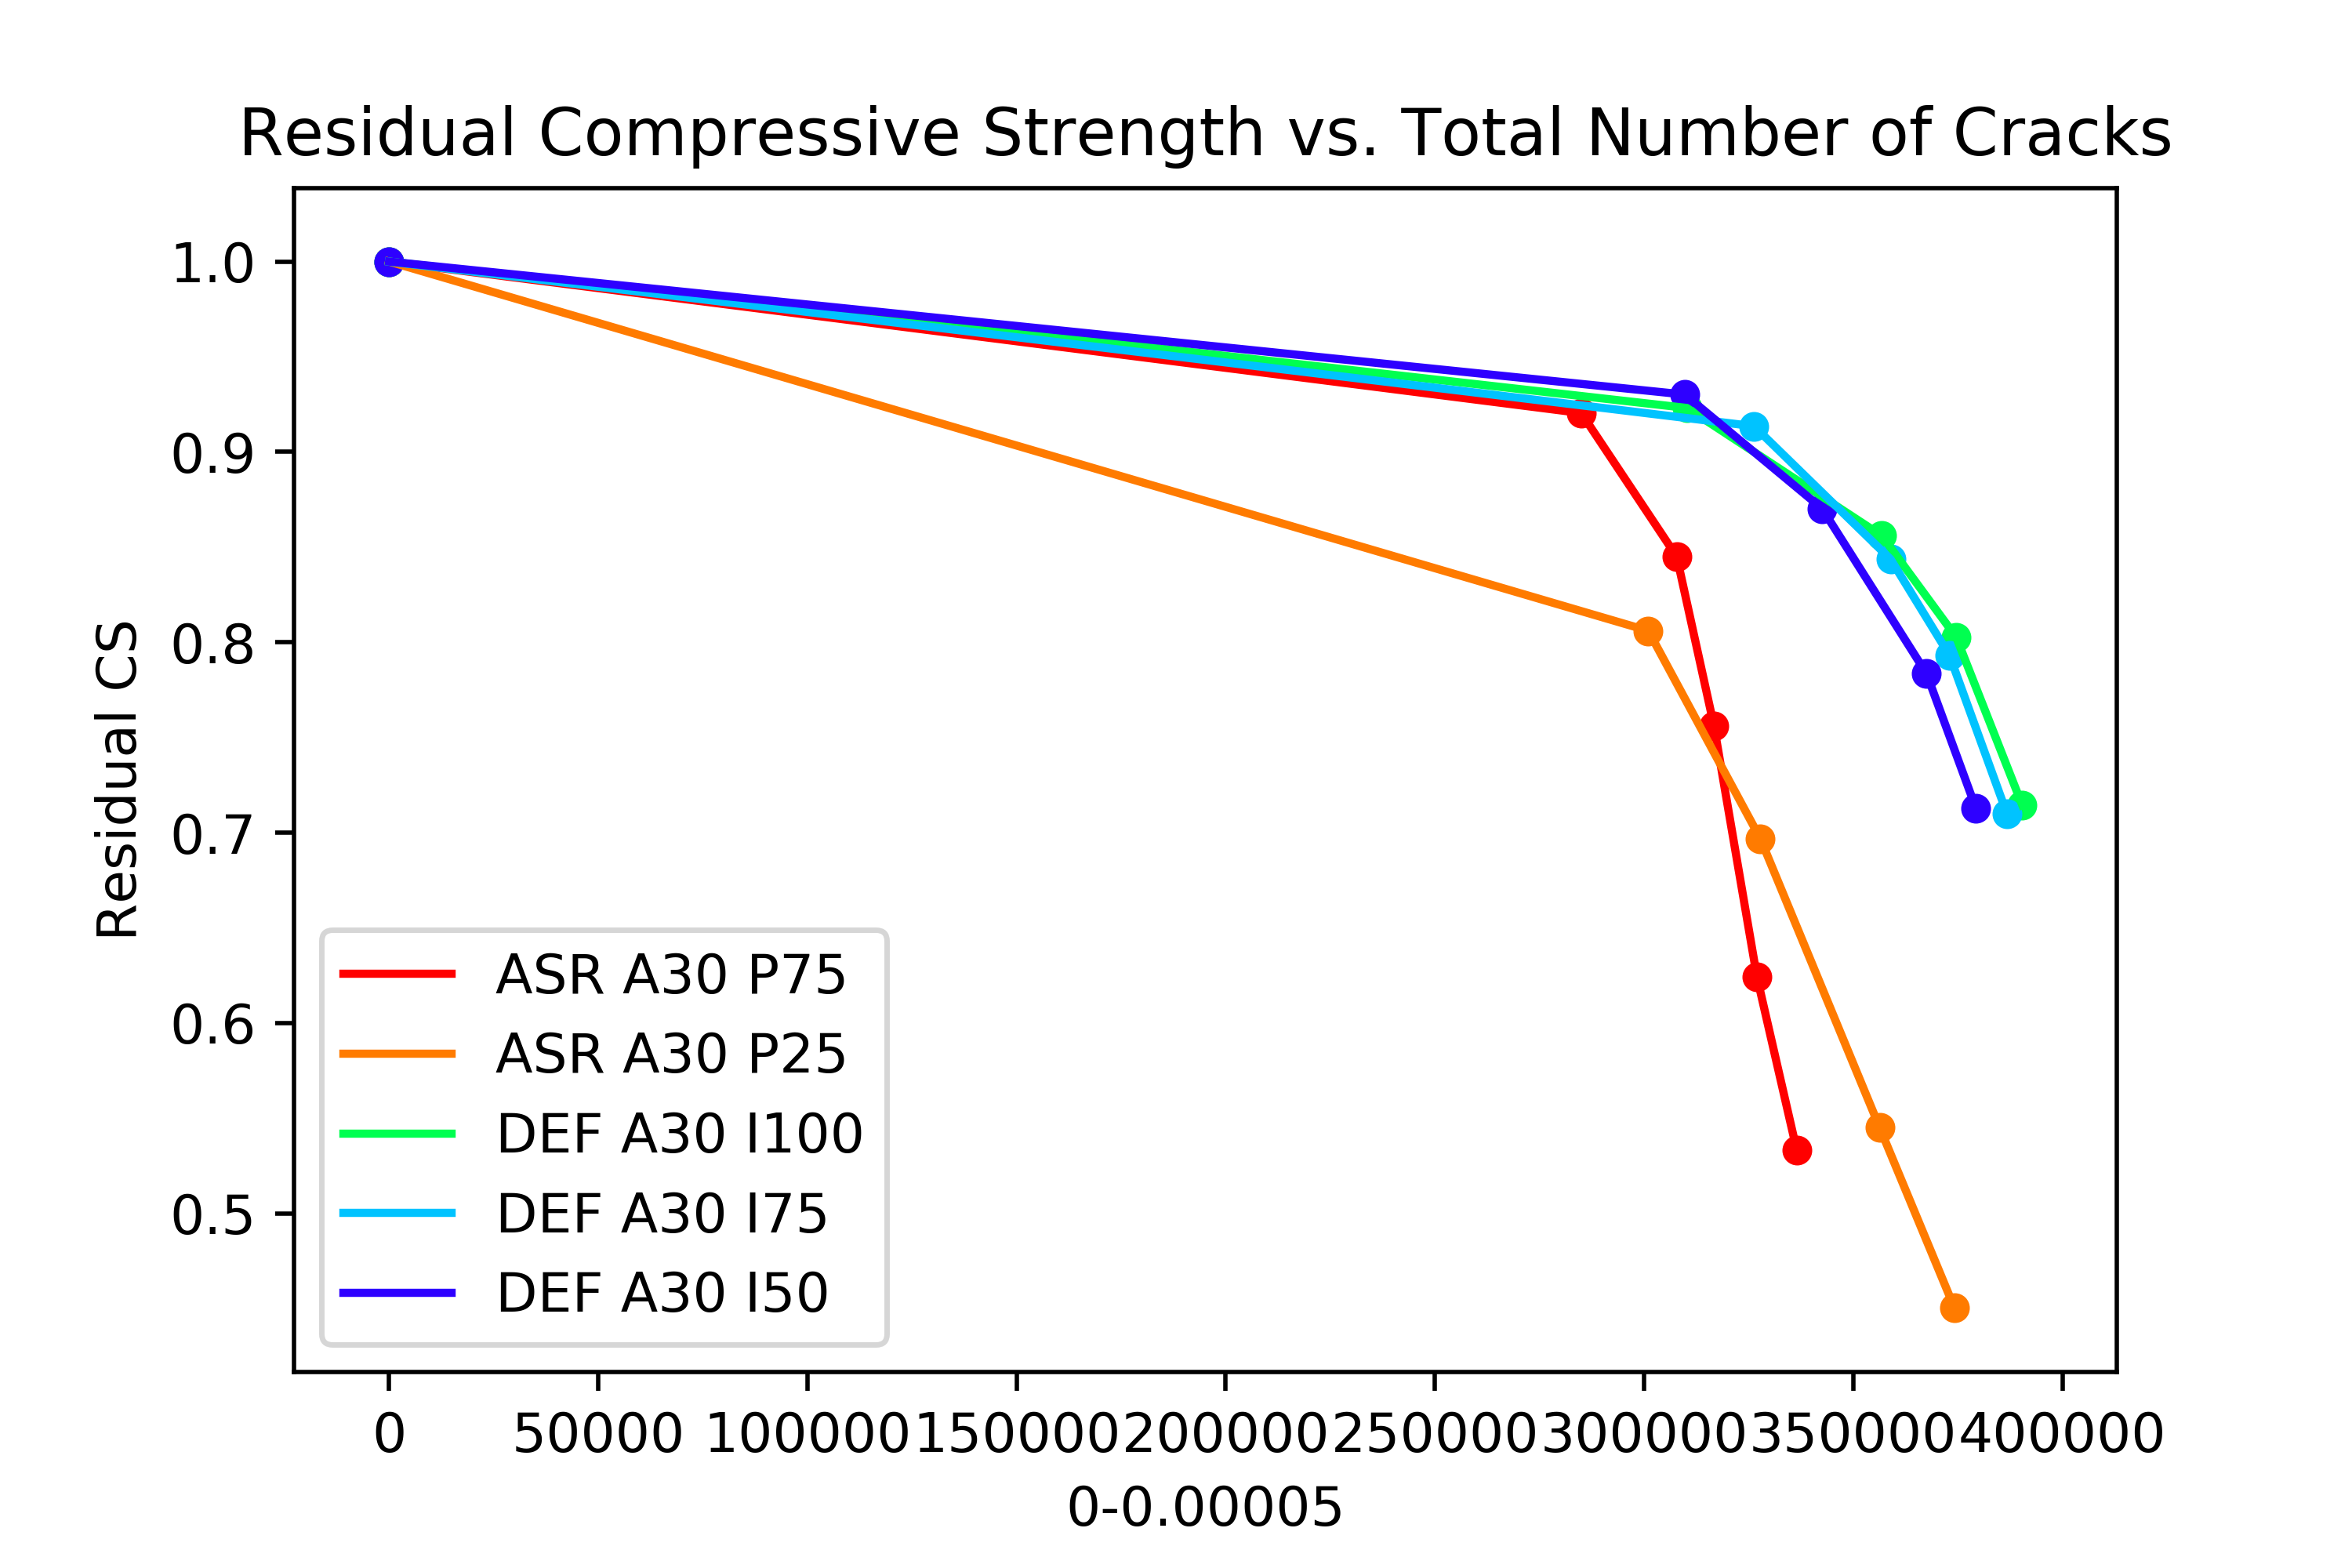 Residual Compressive Strength vs. Total Number of Cracks
1.0
0.9
0.8
0.7
0.6
0.5
Residual CS
ASR A30 P75
ASR A30 P25
DEF A30 I100
DEF A30 I75
DEF A30 I50
0 50000 100000 150000 200000 250000 300000 350000 400000
0-0.00005